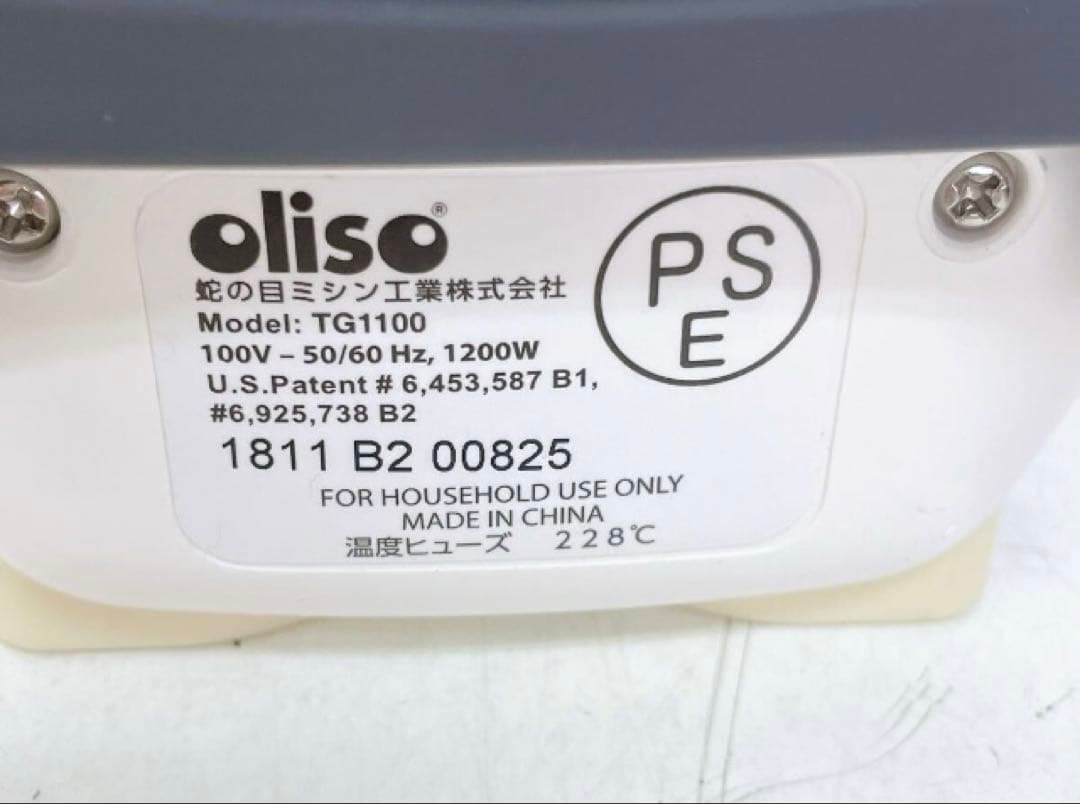 oliso®
蛇の目ミシン工業株式会社
Model: TG1100
100V – 50/60 Hz, 1200W
U.S.Patent # 6,453,587 B1,
#6,925,738 B2
1811 B2 00825
FOR HOUSEHOLD USE ONLY
MADE IN CHINA
温度ヒューズ 228℃
P S
E